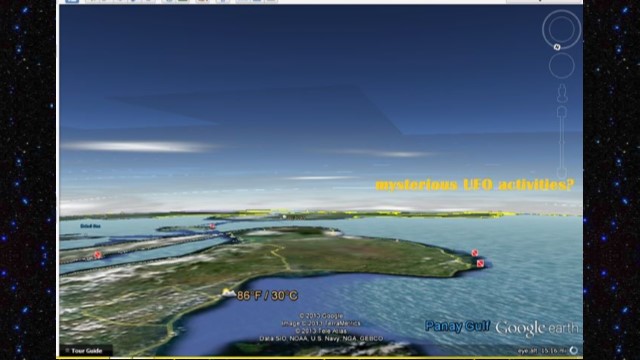 N
mysterious UFO activities?
86°F / 30°C
© 2013 Google
Image © 2013 TerraMetrics
© 2013 Tele Atlas
Data SIO, NOAA, U.S. Navy, NGA, GEBCO
Panay Gulf Google earth
Tour Guide